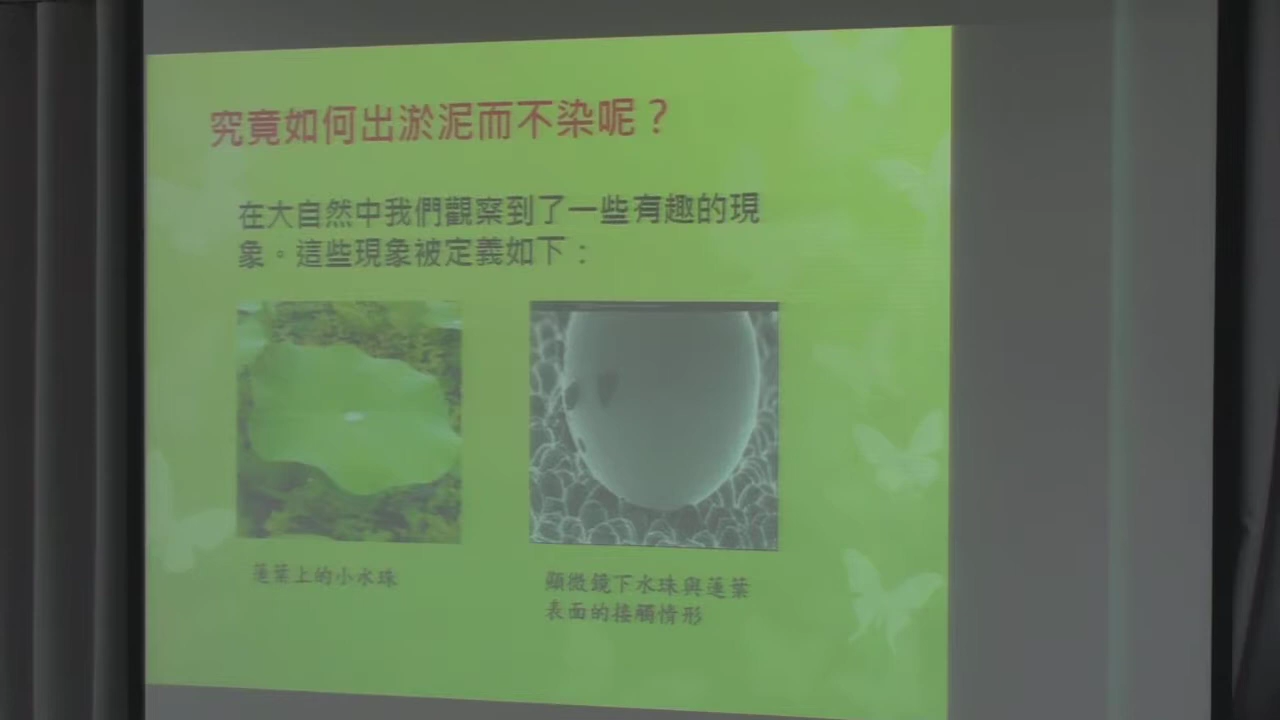 究竟如何出淤泥而不染呢？
在大自然中我們觀察到了一些有趣的現
象。這些現象被定義如下：
蓮葉上的小水珠
顯微鏡下水珠與蓮葉
表面的接觸情形